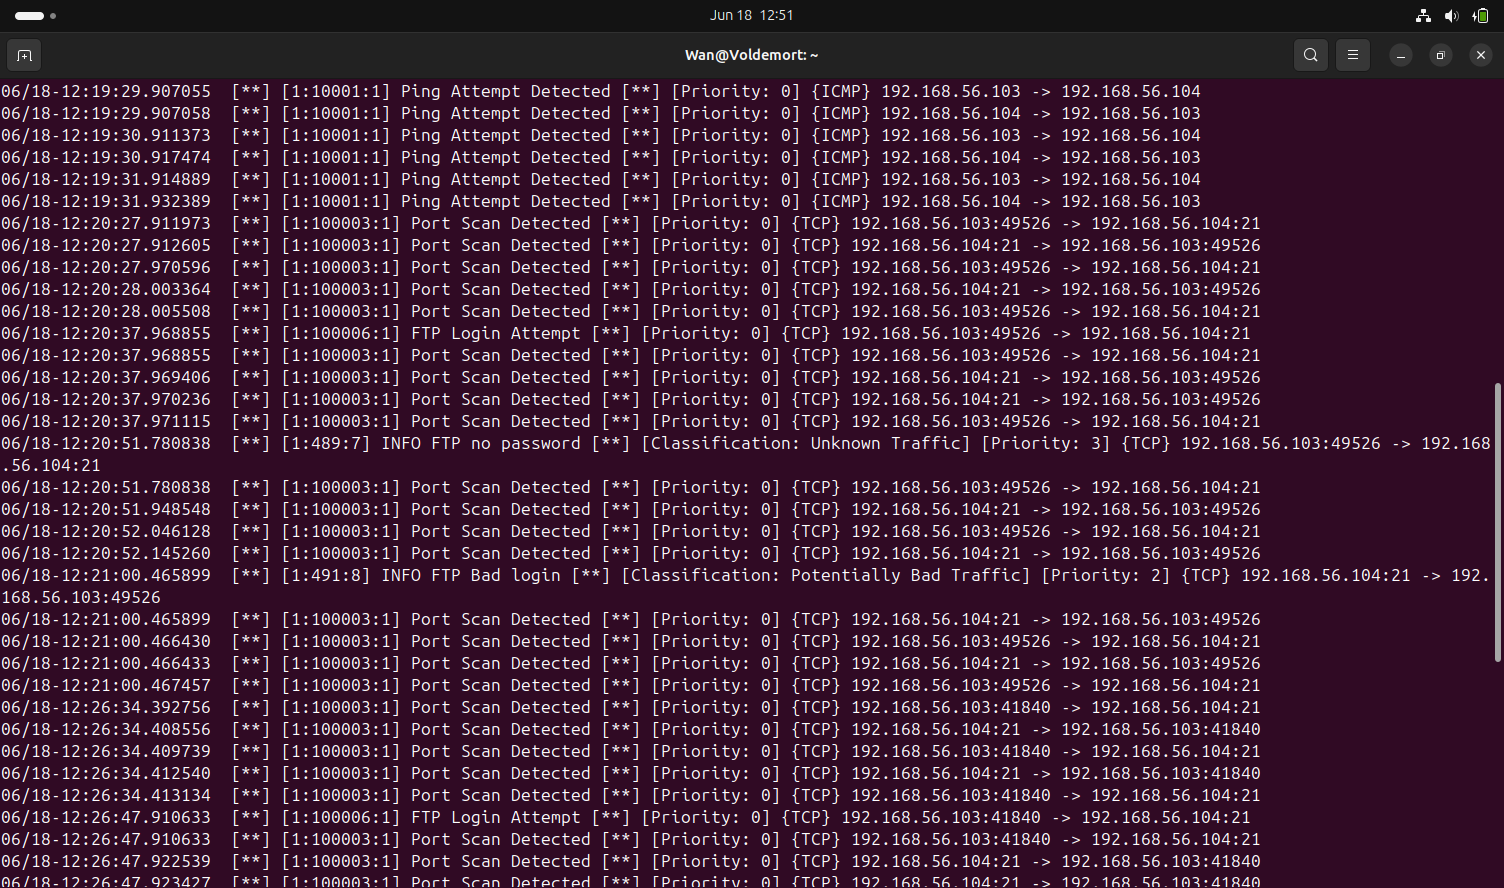 Jun 18 12:51
Wan@Voldemort: ~
06/18-12:19:29.907055 [**] [1:10001:1] Ping Attempt Detected [**] [Priority: 0] {ICMP} 192.168.56.103 -> 192.168.56.104
06/18-12:19:29.907058 [**] [1:10001:1] Ping Attempt Detected [**] [Priority: 0] {ICMP} 192.168.56.104 -> 192.168.56.103
06/18-12:19:30.911373 [**] [1:10001:1] Ping Attempt Detected [**] [Priority: 0] {ICMP} 192.168.56.103 -> 192.168.56.104
06/18-12:19:30.917474 [**] [1:10001:1] Ping Attempt Detected [**] [Priority: 0] {ICMP} 192.168.56.104 -> 192.168.56.103
06/18-12:19:31.914889 [**] [1:10001:1] Ping Attempt Detected [**] [Priority: 0] {ICMP} 192.168.56.103 -> 192.168.56.104
06/18-12:19:31.932389 [**] [1:10001:1] Ping Attempt Detected [**] [Priority: 0] {ICMP} 192.168.56.104 -> 192.168.56.103
06/18-12:20:27.911973 [**] [1:100003:1] Port Scan Detected [**] [Priority: 0] {TCP} 192.168.56.103:49526 -> 192.168.56.104:21
06/18-12:20:27.912605 [**] [1:100003:1] Port Scan Detected [**] [Priority: 0] {TCP} 192.168.56.104:21 -> 192.168.56.103:49526
06/18-12:20:27.970596 [**] [1:100003:1] Port Scan Detected [**] [Priority: 0] {TCP} 192.168.56.103:49526 -> 192.168.56.104:21
06/18-12:20:28.003364 [**] [1:100003:1] Port Scan Detected [**] [Priority: 0] {TCP} 192.168.56.104:21 -> 192.168.56.103:49526
06/18-12:20:28.005508 [**] [1:100003:1] Port Scan Detected [**] [Priority: 0] {TCP} 192.168.56.103:49526 -> 192.168.56.104:21
06/18-12:20:37.968855 [**] [1:100006:1] FTP Login Attempt [**] [Priority: 0] {TCP} 192.168.56.103:49526 -> 192.168.56.104:21
06/18-12:20:37.968855 [**] [1:100003:1] Port Scan Detected [**] [Priority: 0] {TCP} 192.168.56.103:49526 -> 192.168.56.104:21
06/18-12:20:37.969406 [**] [1:100003:1] Port Scan Detected [**] [Priority: 0] {TCP} 192.168.56.104:21 -> 192.168.56.103:49526
06/18-12:20:37.970236 [**] [1:100003:1] Port Scan Detected [**] [Priority: 0] {TCP} 192.168.56.104:21 -> 192.168.56.103:49526
06/18-12:20:37.971115 [**] [1:100003:1] Port Scan Detected [**] [Priority: 0] {TCP} 192.168.56.103:49526 -> 192.168.56.104:21
06/18-12:20:51.780838 [**] [1:489:7] INFO FTP no password [**] [Classification: Unknown Traffic] [Priority: 3] {TCP} 192.168.56.103:49526 -> 192.168
.56.104:21
06/18-12:20:51.780838 [**] [1:100003:1] Port Scan Detected [**] [Priority: 0] {TCP} 192.168.56.103:49526 -> 192.168.56.104:21
06/18-12:20:51.948548 [**] [1:100003:1] Port Scan Detected [**] [Priority: 0] {TCP} 192.168.56.104:21 -> 192.168.56.103:49526
06/18-12:20:52.046128 [**] [1:100003:1] Port Scan Detected [**] [Priority: 0] {TCP} 192.168.56.103:49526 -> 192.168.56.104:21
06/18-12:20:52.145260 [**] [1:100003:1] Port Scan Detected [**] [Priority: 0] {TCP} 192.168.56.104:21 -> 192.168.56.103:49526
06/18-12:21:00.465899 [**] [1:491:8] INFO FTP Bad login [**] [Classification: Potentially Bad Traffic] [Priority: 2] {TCP} 192.168.56.104:21 -> 192.
168.56.103:49526
06/18-12:21:00.465899 [**] [1:100003:1] Port Scan Detected [**] [Priority: 0] {TCP} 192.168.56.104:21 -> 192.168.56.103:49526
06/18-12:21:00.466430 [**] [1:100003:1] Port Scan Detected [**] [Priority: 0] {TCP} 192.168.56.103:49526 -> 192.168.56.104:21
06/18-12:21:00.466433 [**] [1:100003:1] Port Scan Detected [**] [Priority: 0] {TCP} 192.168.56.104:21 -> 192.168.56.103:49526
06/18-12:21:00.467457 [**] [1:100003:1] Port Scan Detected [**] [Priority: 0] {TCP} 192.168.56.103:49526 -> 192.168.56.104:21
06/18-12:26:34.392756 [**] [1:100003:1] Port Scan Detected [**] [Priority: 0] {TCP} 192.168.56.103:41840 -> 192.168.56.104:21
06/18-12:26:34.408556 [**] [1:100003:1] Port Scan Detected [**] [Priority: 0] {TCP} 192.168.56.104:21 -> 192.168.56.103:41840
06/18-12:26:34.409739 [**] [1:100003:1] Port Scan Detected [**] [Priority: 0] {TCP} 192.168.56.103:41840 -> 192.168.56.104:21
06/18-12:26:34.412540 [**] [1:100003:1] Port Scan Detected [**] [Priority: 0] {TCP} 192.168.56.104:21 -> 192.168.56.103:41840
06/18-12:26:34.413134 [**] [1:100003:1] Port Scan Detected [**] [Priority: 0] {TCP} 192.168.56.103:41840 -> 192.168.56.104:21
06/18-12:26:47.910633 [**] [1:100006:1] FTP Login Attempt [**] [Priority: 0] {TCP} 192.168.56.103:41840 -> 192.168.56.104:21
06/18-12:26:47.910633 [**] [1:100003:1] Port Scan Detected [**] [Priority: 0] {TCP} 192.168.56.103:41840 -> 192.168.56.104:21
06/18-12:26:47.922539 [**] [1:100003:1] Port Scan Detected [**] [Priority: 0] {TCP} 192.168.56.104:21 -> 192.168.56.103:41840
06/18-12:26:47.923427 [**] [1:100003:1] Port Scan Detected [**] [Priority: 0] {TCP} 192.168.56.104:21 -> 192.168.56.103:41840